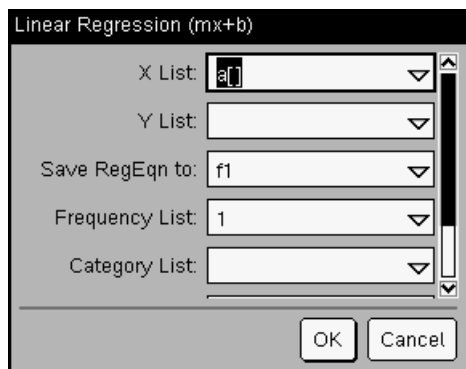 Linear Regression (mx+b)
X List: a[]
Y List:
Save RegEqn to: f1
Frequency List: 1
Category List:
OK Cancel